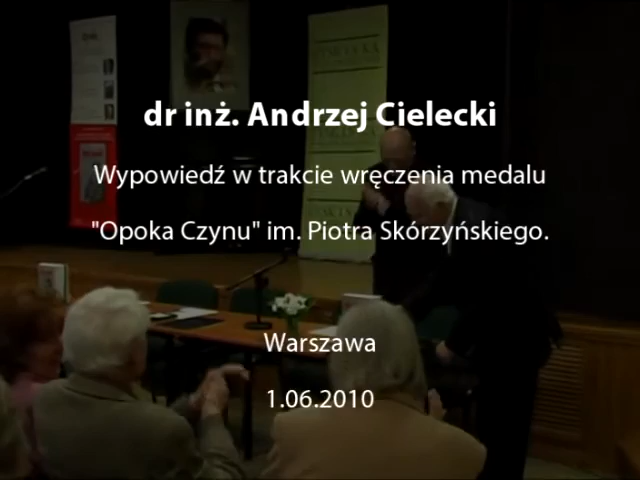 dr inż. Andrzej Cielecki
Wypowiedź w trakcie wręczenia medalu
"Opoka Czynu" im. Piotra Skórzyńskiego.
Warszawa
1.06.2010